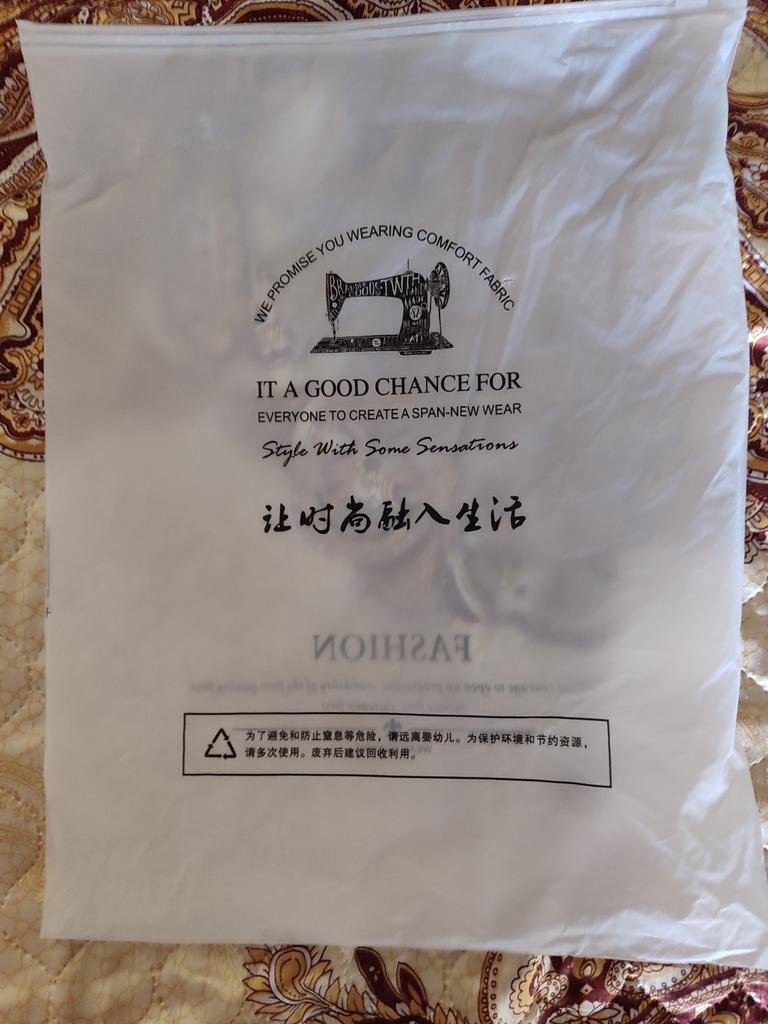 WE PROMISE YOU WEARING COMFORT FABRIC
IT A GOOD CHANCE FOR
EVERYONE TO CREATE A SPAN-NEW WEAR
Style With Some Sensations
让时尚融入生活
FASHION
为了避免和防止窒息等危险，请远离婴幼儿。为保护环境和节约资源，
请多次使用。废弃后建议回收利用。